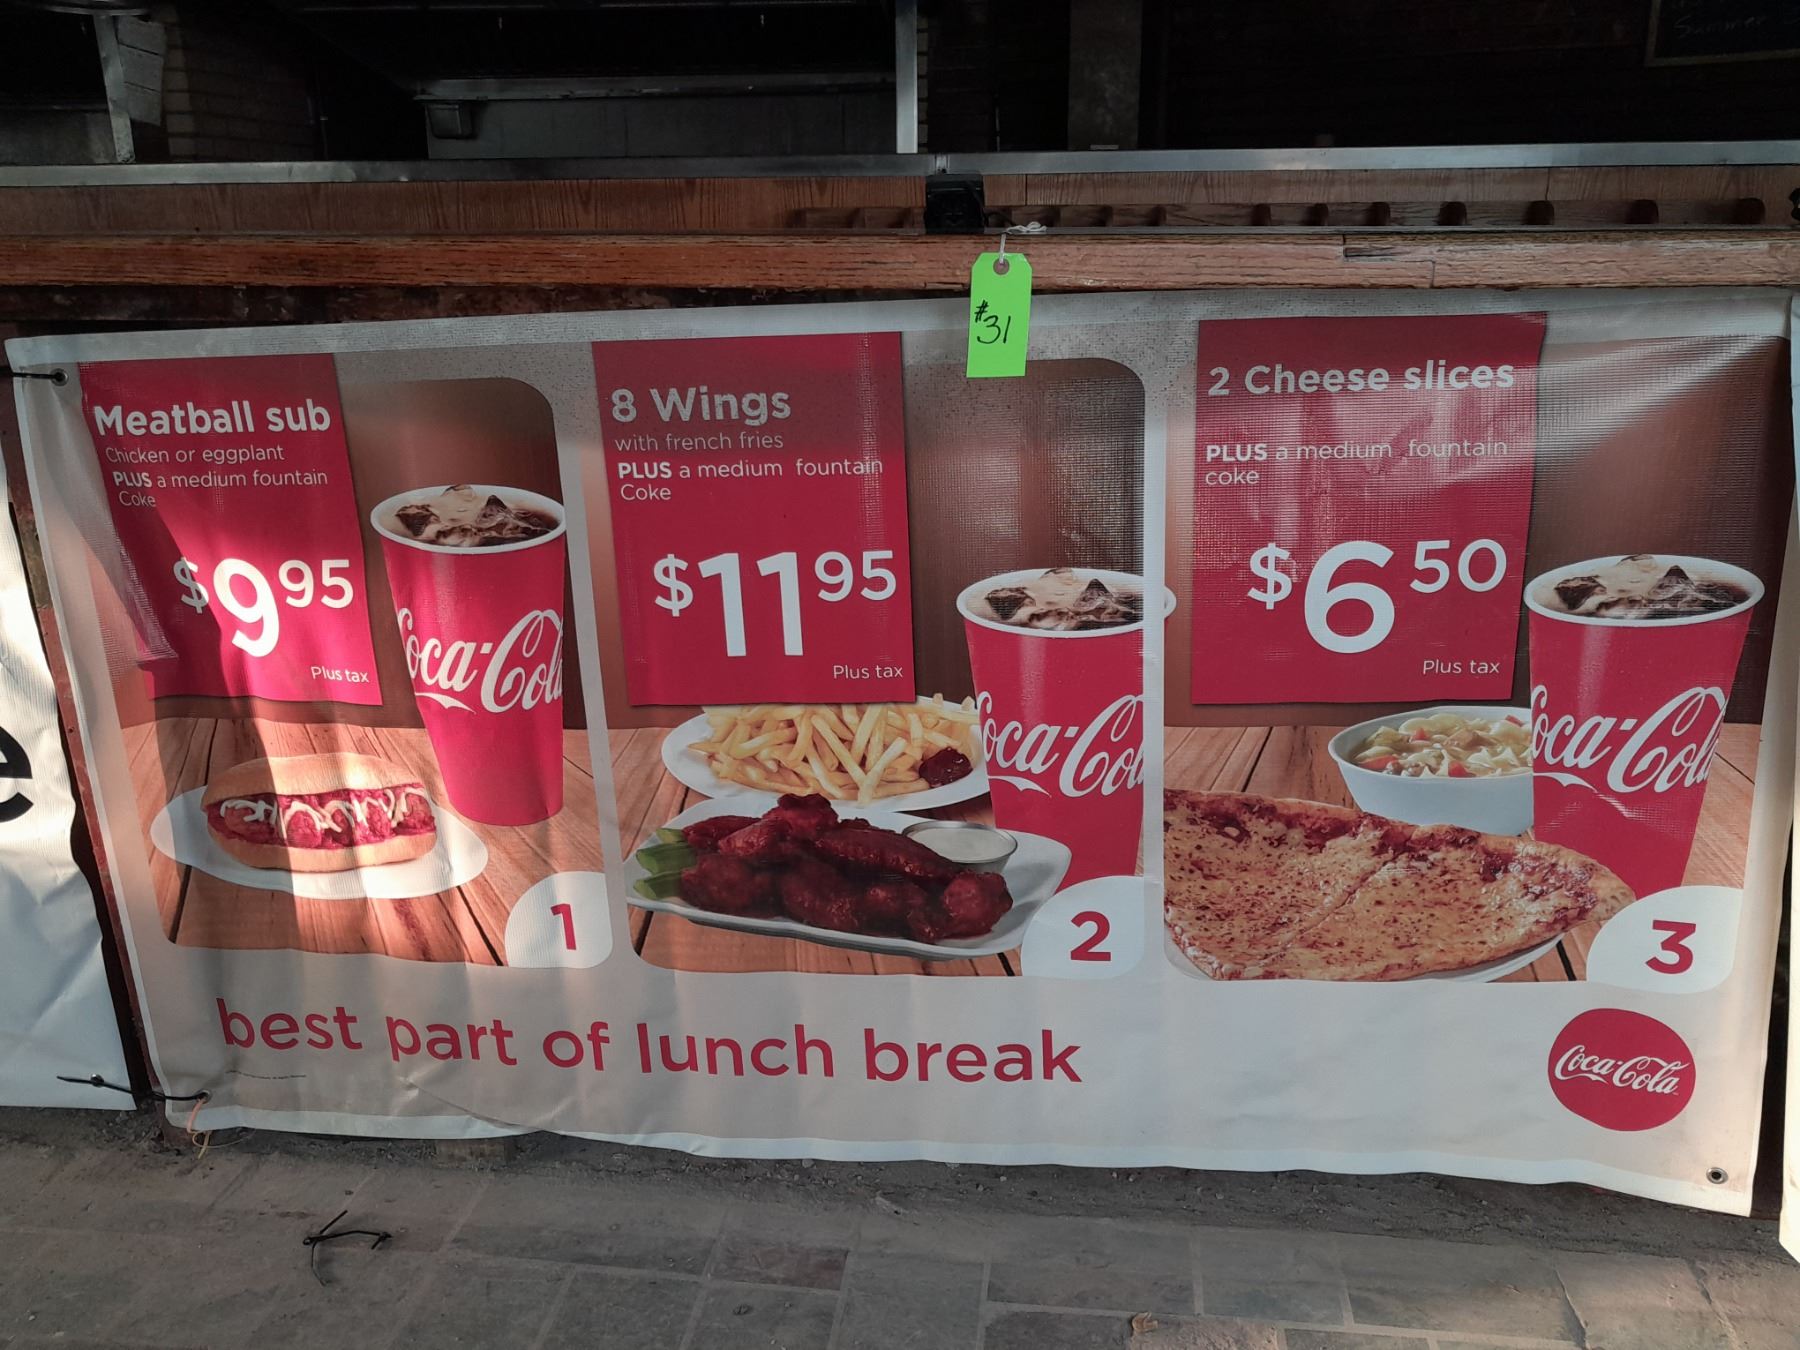 Summer
#31
Meatball sub
Chicken or eggplant
PLUS a medium fountain
Coke
$9 95
Plus tax
Coca-Cola
1
8 Wings
with french fries
PLUS a medium fountain
Coke
$11 95
Plus tax
Coca-Cola
2
2 Cheese slices
PLUS a medium fountain
coke
$6 50
Plus tax
Coca-Cola
3
best part of lunch break
Coca-Cola
e